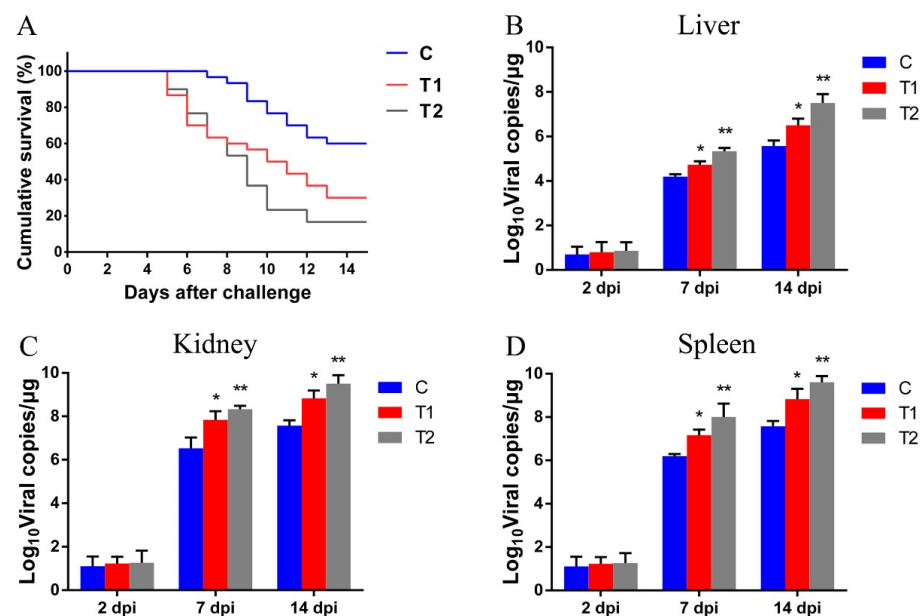 A
Cumulative survival (%)
100
80
60
40
20
0
0 2 4 6 8 10 12 14
Days after challenge
C
T1
T2
B
Liver
Log10Viral copies/μg
10
8
6
4
2
0
* ** * **
2 dpi 7 dpi 14 dpi
C
T1
T2
C
Kidney
Log10Viral copies/μg
10
8
6
4
2
0
* ** * **
2 dpi 7 dpi 14 dpi
C
T1
T2
D
Spleen
Log10Viral copies/μg
10
8
6
4
2
0
* ** * **
2 dpi 7 dpi 14 dpi
C
T1
T2